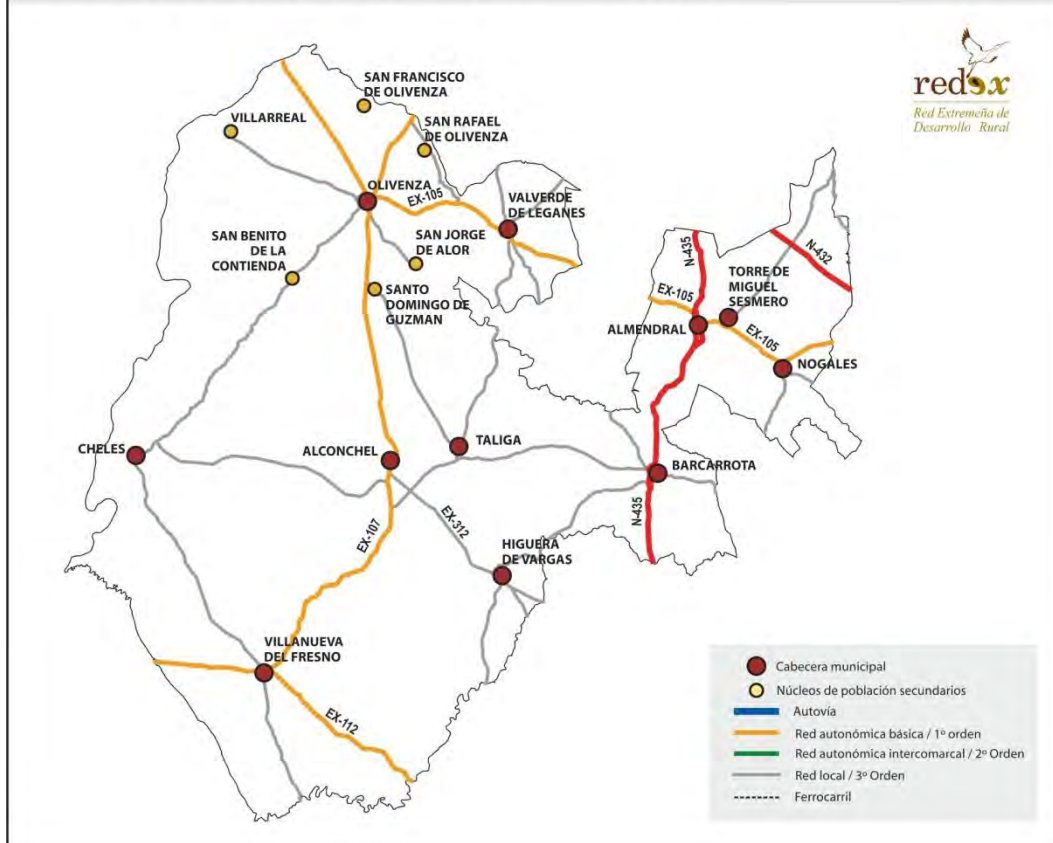 redex
Red Extremeña de
Desarrollo Rural
SAN FRANCISCO
DE OLIVENZA
VILLARREAL
SAN RAFAEL
DE OLIVENZA
OLIVENZA
EX-105
VALVERDE
DE LEGANES
SAN BENITO
DE LA
CONTIENDA
SAN JORGE
DE ALOR
SANTO
DOMINGO DE
GUZMAN
N-435
N-432
TORRE DE
MIGUEL
SESMERO
EX-105
ALMENDRAL
EX-105
NOGALES
CHELES
ALCONCHEL
TALIGA
BARCARROTA
EX-312
N-435
EX-107
HIGUERA
DE VARGAS
VILLANUEVA
DEL FRESNO
EX-112
Cabecera municipal
Núcleos de población secundarios
Autovía
Red autonómica básica / 1º orden
Red autonómica intercomarcal / 2º Orden
Red local / 3º Orden
Ferrocarril